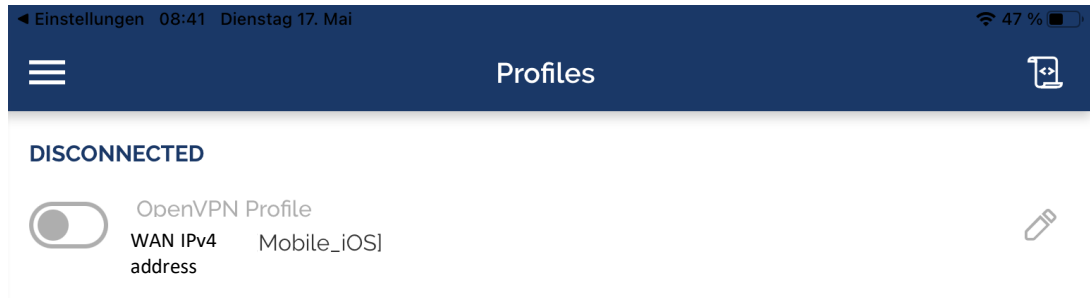 ◀ Einstellungen 08:41 Dienstag 17. Mai 47 %
Profiles
DISCONNECTED
OpenVPN Profile
WAN IPv4 address Mobile_iOS]